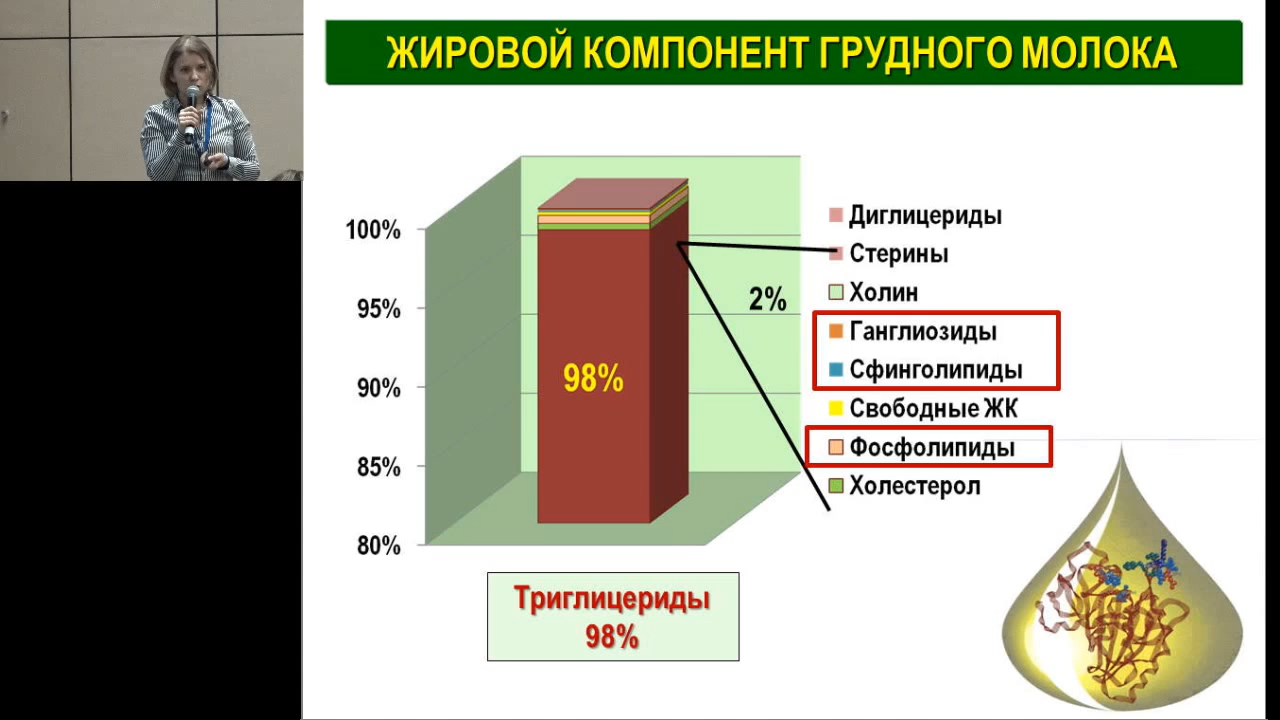 ЖИРОВОЙ КОМПОНЕНТ ГРУДНОГО МОЛОКА
100%
95%
90%
85%
80%
98%
2%
Диглицериды
Стерины
Холин
Ганглиозиды
Сфинголипиды
Свободные ЖК
Фосфолипиды
Холестерол
Триглицериды
98%